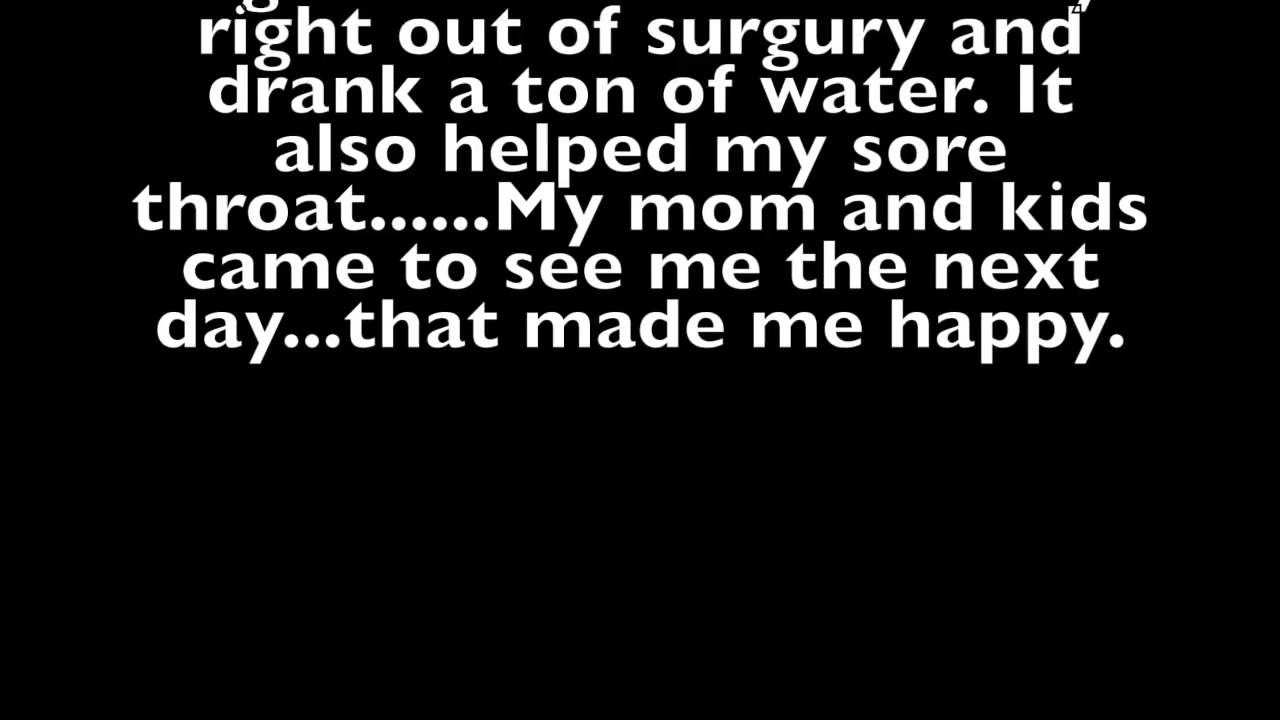 right out of surgury and
drank a ton of water. It
also helped my sore
throat......My mom and kids
came to see me the next
day...that made me happy.